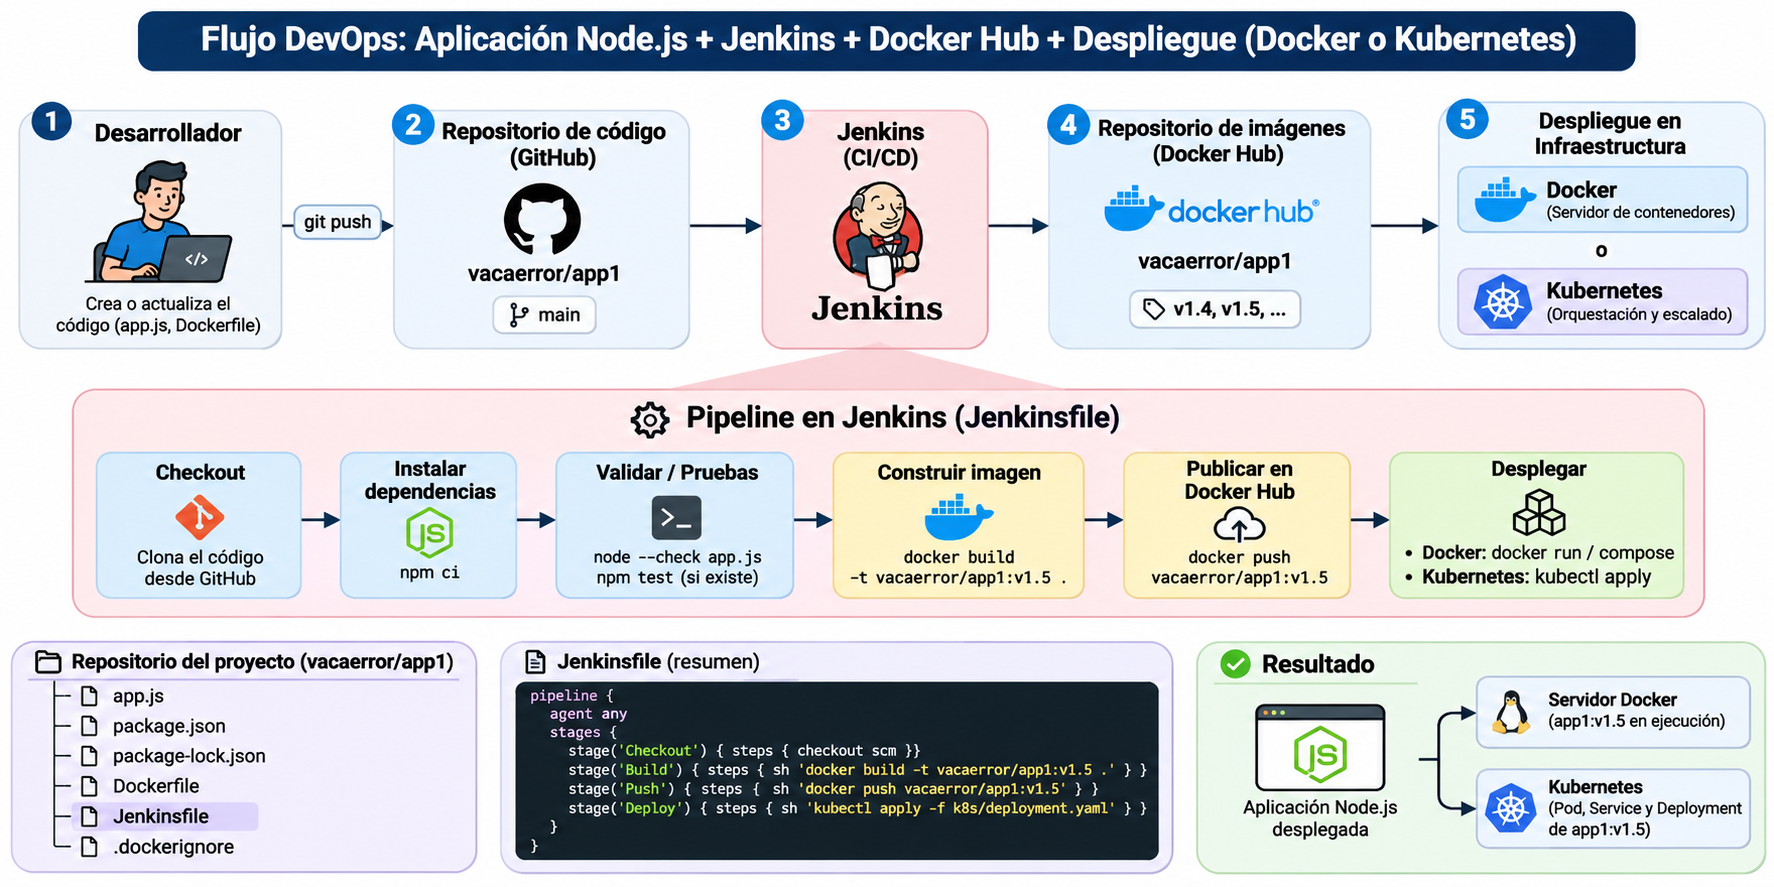 Flujo DevOps: Aplicación Node.js + Jenkins + Docker Hub + Despliegue (Docker o Kubernetes)
1
Desarrollador
</>
Crea o actualiza el
código (app.js, Dockerfile)
git push
2
Repositorio de código
(GitHub)
vacaerror/app1
main
3
Jenkins
(CI/CD)
Jenkins
4
Repositorio de imágenes
(Docker Hub)
dockerhub®
vacaerror/app1
v1.4, v1.5, ...
5
Despliegue en
Infraestructura
Docker
(Servidor de contenedores)
o
Kubernetes
(Orquestación y escalado)
Pipeline en Jenkins (Jenkinsfile)
Checkout
Clona el código
desde GitHub
Instalar
dependencias
JS
npm ci
Validar / Pruebas
>_
node --check app.js
npm test (si existe)
Construir imagen
docker build
-t vacaerror/app1:v1.5 .
Publicar en
Docker Hub
docker push
vacaerror/app1:v1.5
Desplegar
• Docker: docker run / compose
• Kubernetes: kubectl apply
Repositorio del proyecto (vacaerror/app1)
app.js
package.json
package-lock.json
Dockerfile
Jenkinsfile
.dockerignore
Jenkinsfile (resumen)
pipeline {
agent any
stages {
stage('Checkout') { steps { checkout scm }}
stage('Build') { steps { sh 'docker build -t vacaerror/app1:v1.5 .' } }
stage('Push') { steps { sh 'docker push vacaerror/app1:v1.5' } }
stage('Deploy') { steps { sh 'kubectl apply -f k8s/deployment.yaml' } }
}
}
Resultado
JS
Aplicación Node.js
desplegada
Servidor Docker
(app1:v1.5 en ejecución)
Kubernetes
(Pod, Service y Deployment
de app1:v1.5)